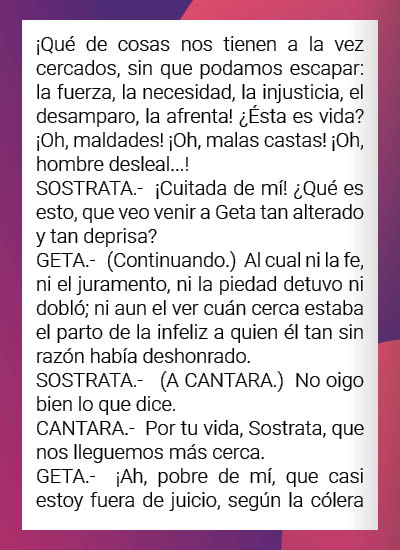 ¡Qué de cosas nos tienen a la vez
cercados, sin que podamos escapar:
la fuerza, la necesidad, la injusticia, el
desamparo, la afrenta! ¿Ésta es vida?
¡Oh, maldades! ¡Oh, malas castas! ¡Oh,
hombre desleal...!
SOSTRATA.- ¡Cuitada de mí! ¿Qué es
esto, que veo venir a Geta tan alterado
y tan deprisa?
GETA.- (Continuando.) Al cual ni la fe,
ni el juramento, ni la piedad detuvo ni
dobló; ni aun el ver cuán cerca estaba
el parto de la infeliz a quien él tan sin
razón había deshonrado.
SOSTRATA.- (A CANTARA.) No oigo
bien lo que dice.
CANTARA.- Por tu vida, Sostrata, que
nos lleguemos más cerca.
GETA.- ¡Ah, pobre de mí, que casi
estoy fuera de juicio, según la cólera